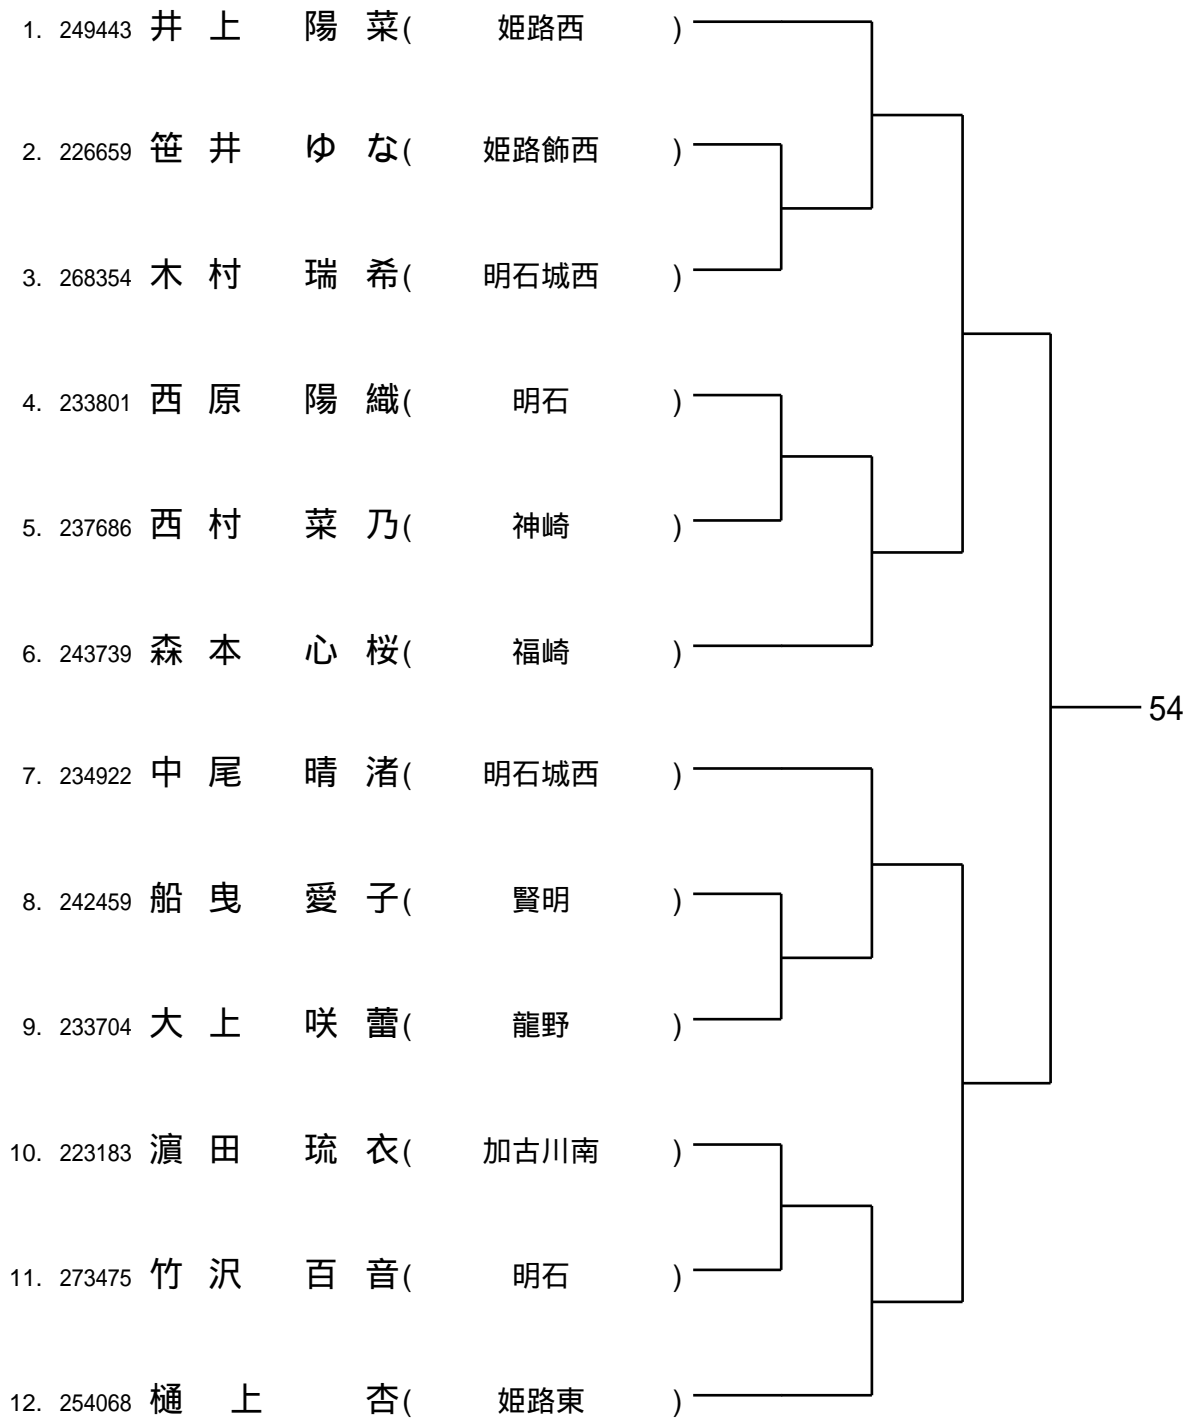 1. 249443 井 上 陽 菜( 姫路西 )
2. 226659 笹 井 ゆ な( 姫路飾西 )
3. 268354 木 村 瑞 希( 明石城西 )
4. 233801 西 原 陽 織( 明石 )
5. 237686 西 村 菜 乃( 神崎 )
6. 243739 森 本 心 桜( 福崎 )
54
7. 234922 中 尾 晴 渚( 明石城西 )
8. 242459 船 曳 愛 子( 賢明 )
9. 233704 大 上 咲 蕾( 龍野 )
10. 223183 濵 田 琉 衣( 加古川南 )
11. 273475 竹 沢 百 音( 明石 )
12. 254068 樋 上 杏( 姫路東 )